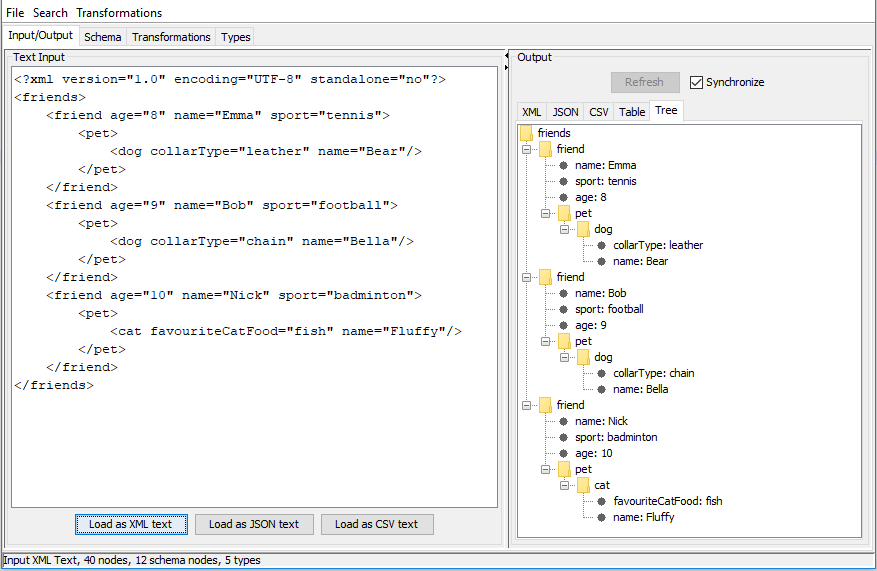 File Search Transformations
Input/Output Schema Transformations Types
Text Input
<?xml version="1.0" encoding="UTF-8" standalone="no"?>
<friends>
    <friend age="8" name="Emma" sport="tennis">
        <pet>
            <dog collarType="leather" name="Bear"/>
        </pet>
    </friend>
    <friend age="9" name="Bob" sport="football">
        <pet>
            <dog collarType="chain" name="Bella"/>
        </pet>
    </friend>
    <friend age="10" name="Nick" sport="badminton">
        <pet>
            <cat favouriteCatFood="fish" name="Fluffy"/>
        </pet>
    </friend>
</friends>
Load as XML text Load as JSON text Load as CSV text
Output
Refresh Synchronize
XML JSON CSV Table Tree
friends
friend
name: Emma
sport: tennis
age: 8
pet
dog
collarType: leather
name: Bear
friend
name: Bob
sport: football
age: 9
pet
dog
collarType: chain
name: Bella
friend
name: Nick
sport: badminton
age: 10
pet
cat
favouriteCatFood: fish
name: Fluffy
Input XML Text, 40 nodes, 12 schema nodes, 5 types